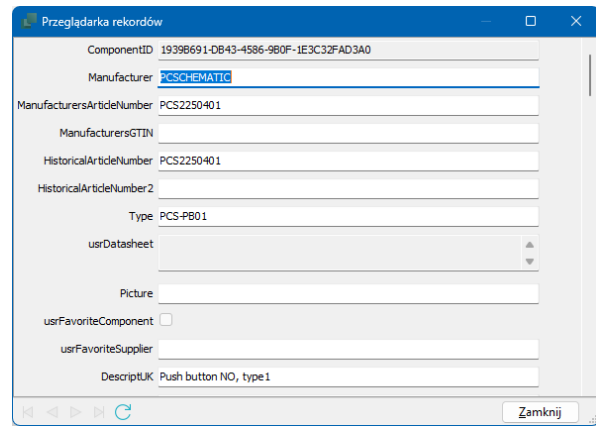 Przeglądarka rekordów
ComponentID 1939B691-DB43-4586-9B0F-1E3C32FAD3A0
Manufacturer PCSCHEMATIC
ManufacturersArticleNumber PCS2250401
ManufacturersGTIN
HistoricalArticleNumber PCS2250401
HistoricalArticleNumber2
Type PCS-PB01
usrDatasheet
Picture
usrFavoriteComponent
usrFavoriteSupplier
DescriptUK Push button NO, type1
Zamknij